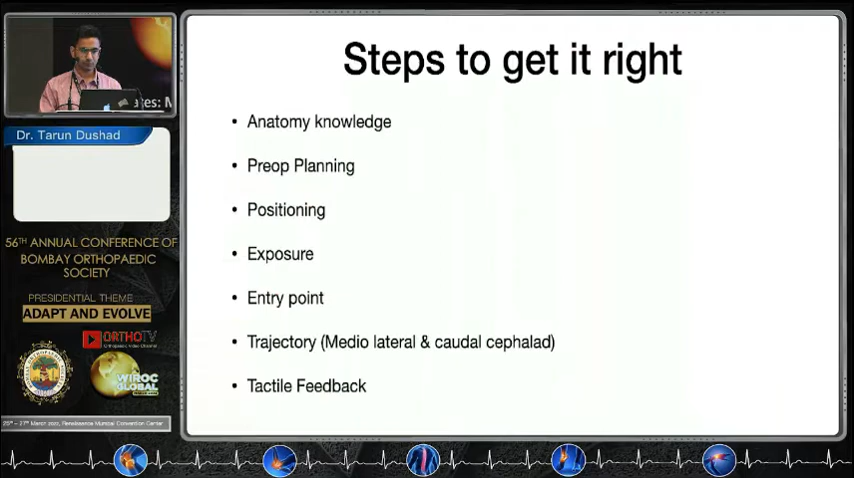 Steps to get it right
• Anatomy knowledge
• Preop Planning
• Positioning
• Exposure
• Entry point
• Trajectory (Medio lateral & caudal cephalad)
• Tactile Feedback
ates: M
Dr. Tarun Dushad
56TH ANNUAL CONFERENCE OF
BOMBAY ORTHOPAEDIC
SOCIETY
PRESIDENTIAL THEME
ADAPT AND EVOLVE
ORTHOTV
WIROC
GLOBAL
Renaissance Mumbai Convention Center